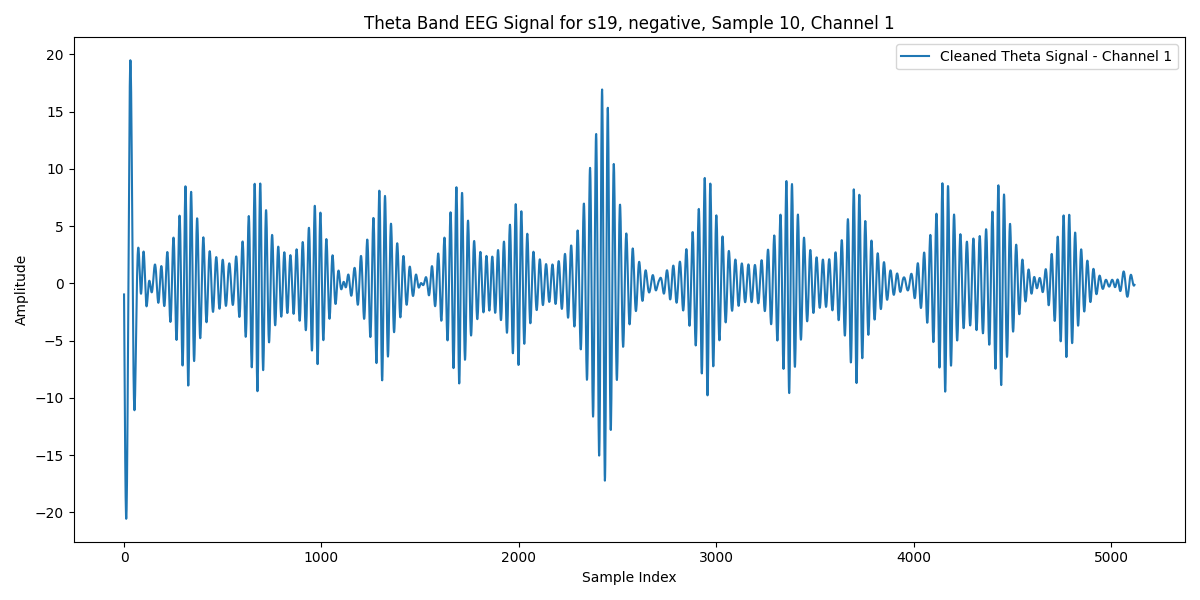 Theta Band EEG Signal for s19, negative, Sample 10, Channel 1
Cleaned Theta Signal - Channel 1
Amplitude
20
15
10
5
0
−5
−10
−15
−20
0 1000 2000 3000 4000 5000
Sample Index